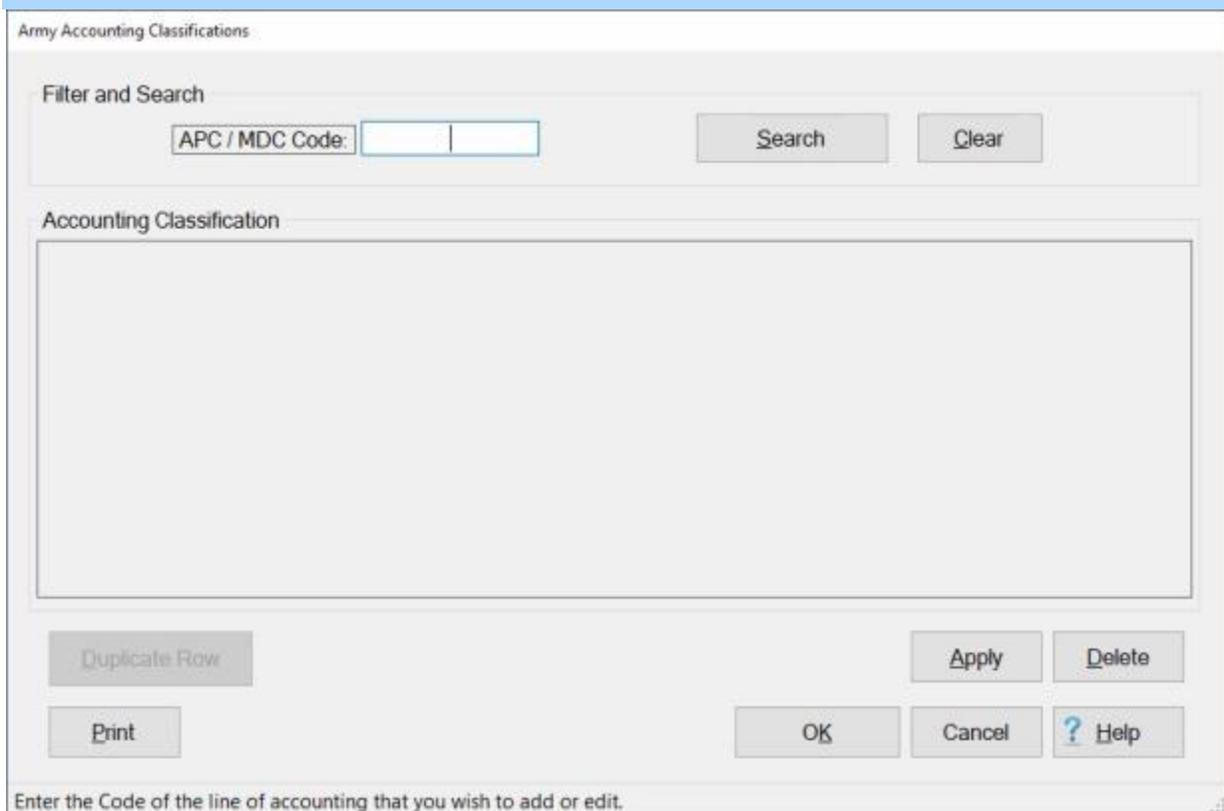 Army Accounting Classifications
Filter and Search
APC / MDC Code:
Search
Clear
Accounting Classification
Duplicate Row
Apply
Delete
Print
OK
Cancel
? Help
Enter the Code of the line of accounting that you wish to add or edit.